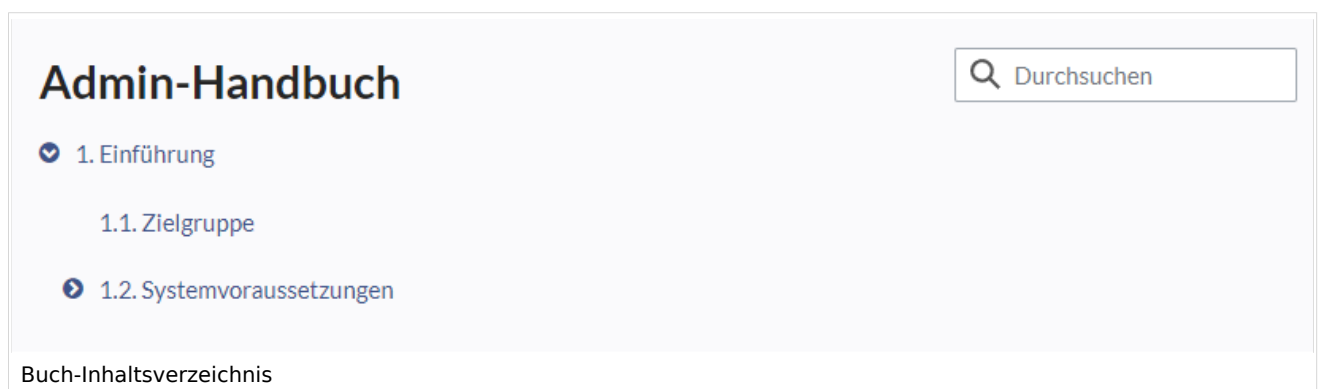 Admin-Handbuch
Durchsuchen
1. Einführung
1.1. Zielgruppe
1.2. Systemvoraussetzungen
Buch-Inhaltsverzeichnis